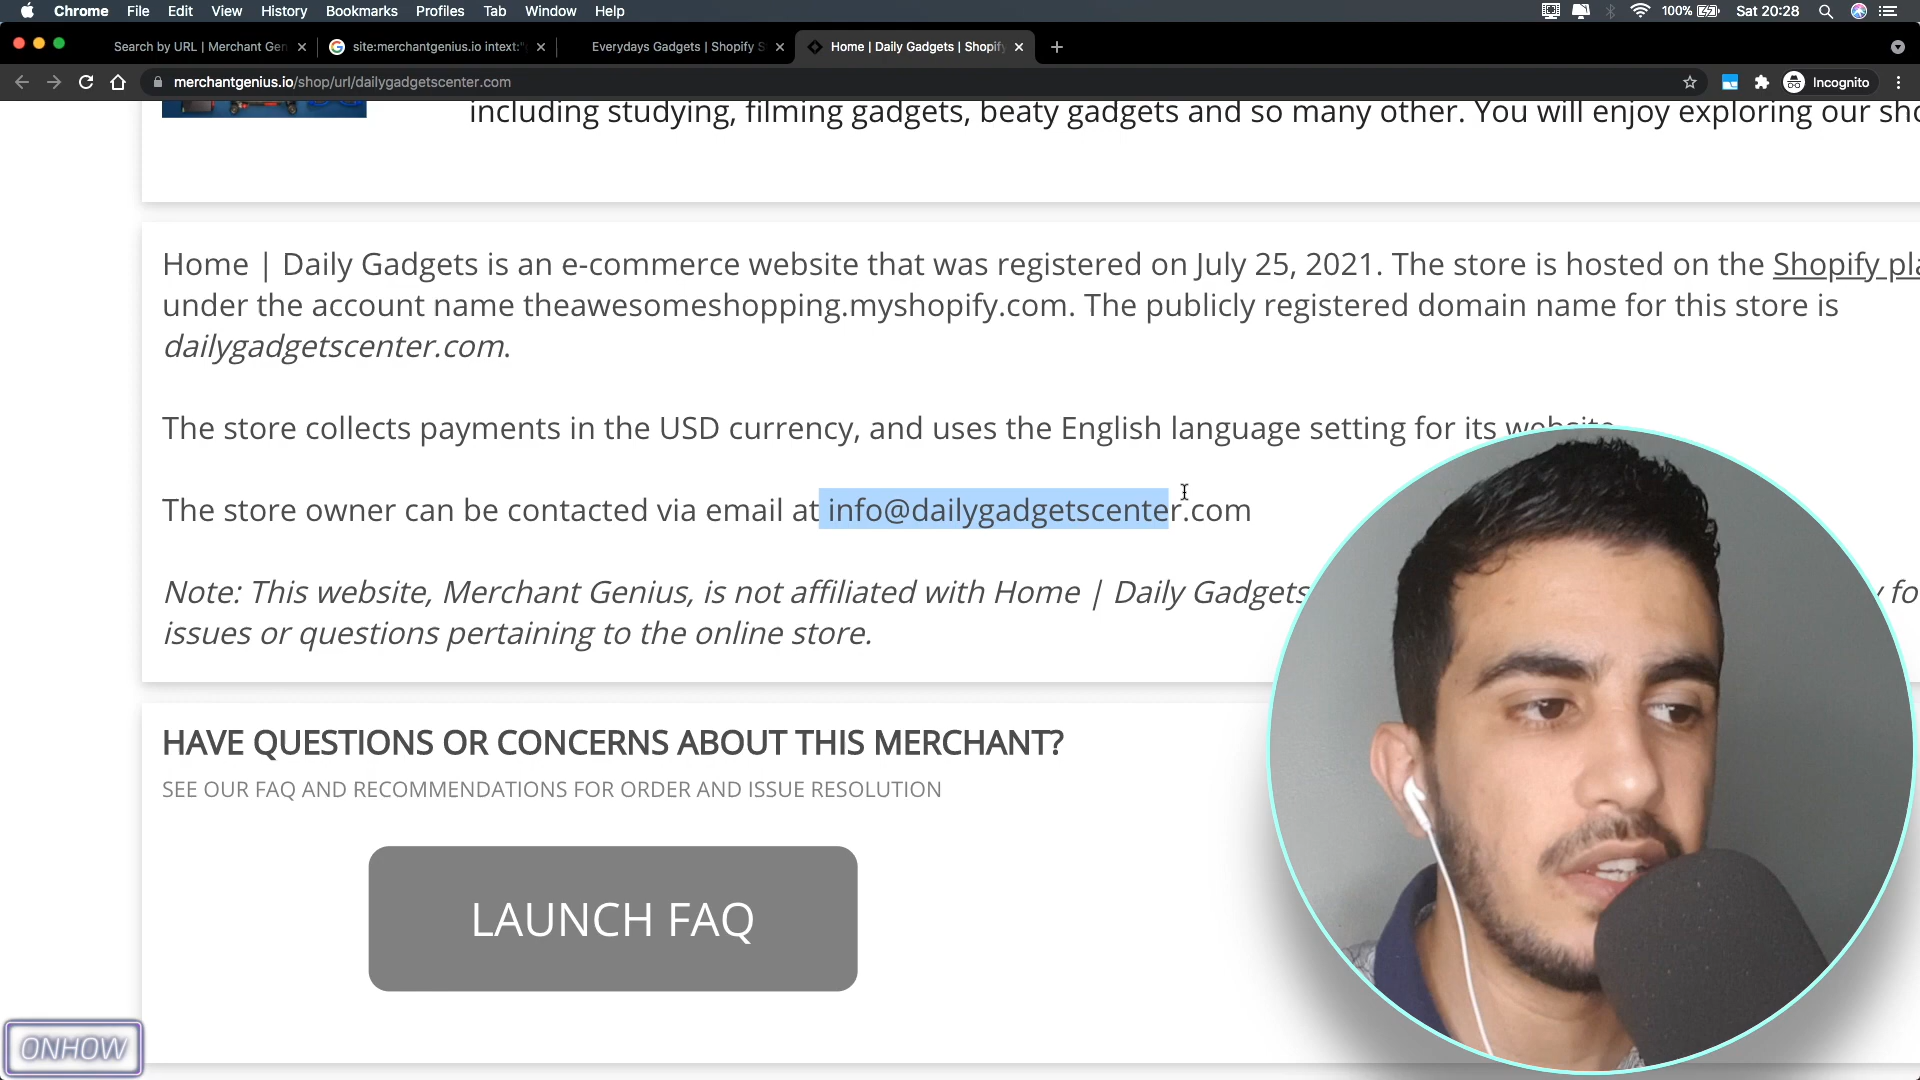 Chrome File Edit View History Bookmarks Profiles Tab Window Help 100% Sat 20:28
Search by URL | Merchant Gen site:merchantgenius.io intext:" Everydays Gadgets | Shopify S Home | Daily Gadgets | Shopify
merchantgenius.io/shop/url/dailygadgetscenter.com Incognito
including studying, filming gadgets, beaty gadgets and so many other. You will enjoy exploring our sho
Home | Daily Gadgets is an e-commerce website that was registered on July 25, 2021. The store is hosted on the Shopify pla
under the account name theawesomeshopping.myshopify.com. The publicly registered domain name for this store is
dailygadgetscenter.com.
The store collects payments in the USD currency, and uses the English language setting for its website
The store owner can be contacted via email at info@dailygadgetscenter.com
Note: This website, Merchant Genius, is not affiliated with Home | Daily Gadgets y fo
issues or questions pertaining to the online store.
HAVE QUESTIONS OR CONCERNS ABOUT THIS MERCHANT?
SEE OUR FAQ AND RECOMMENDATIONS FOR ORDER AND ISSUE RESOLUTION
LAUNCH FAQ
ONHOW